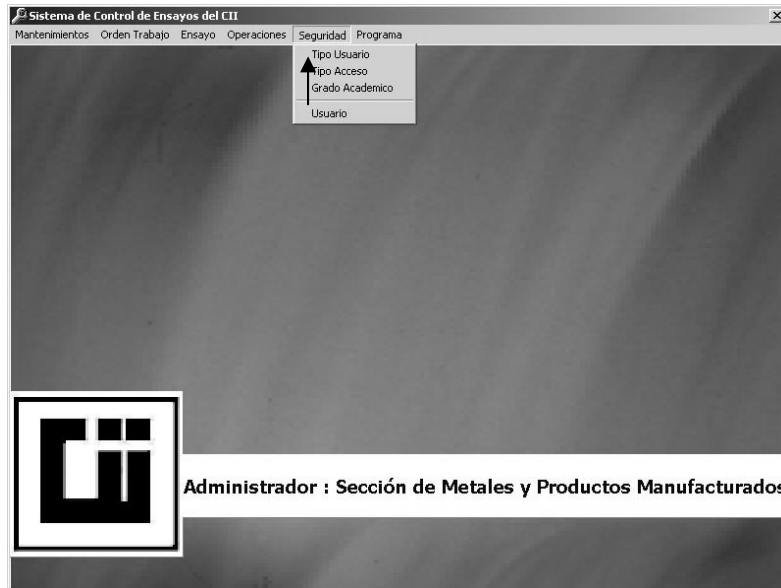 Sistema de Control de Ensayos del CII
Mantenimientos Orden Trabajo Ensayo Operaciones Seguridad Programa
Tipo Usuario
Tipo Acceso
Grado Academico
Usuario
cii
Administrador : Sección de Metales y Productos Manufacturados